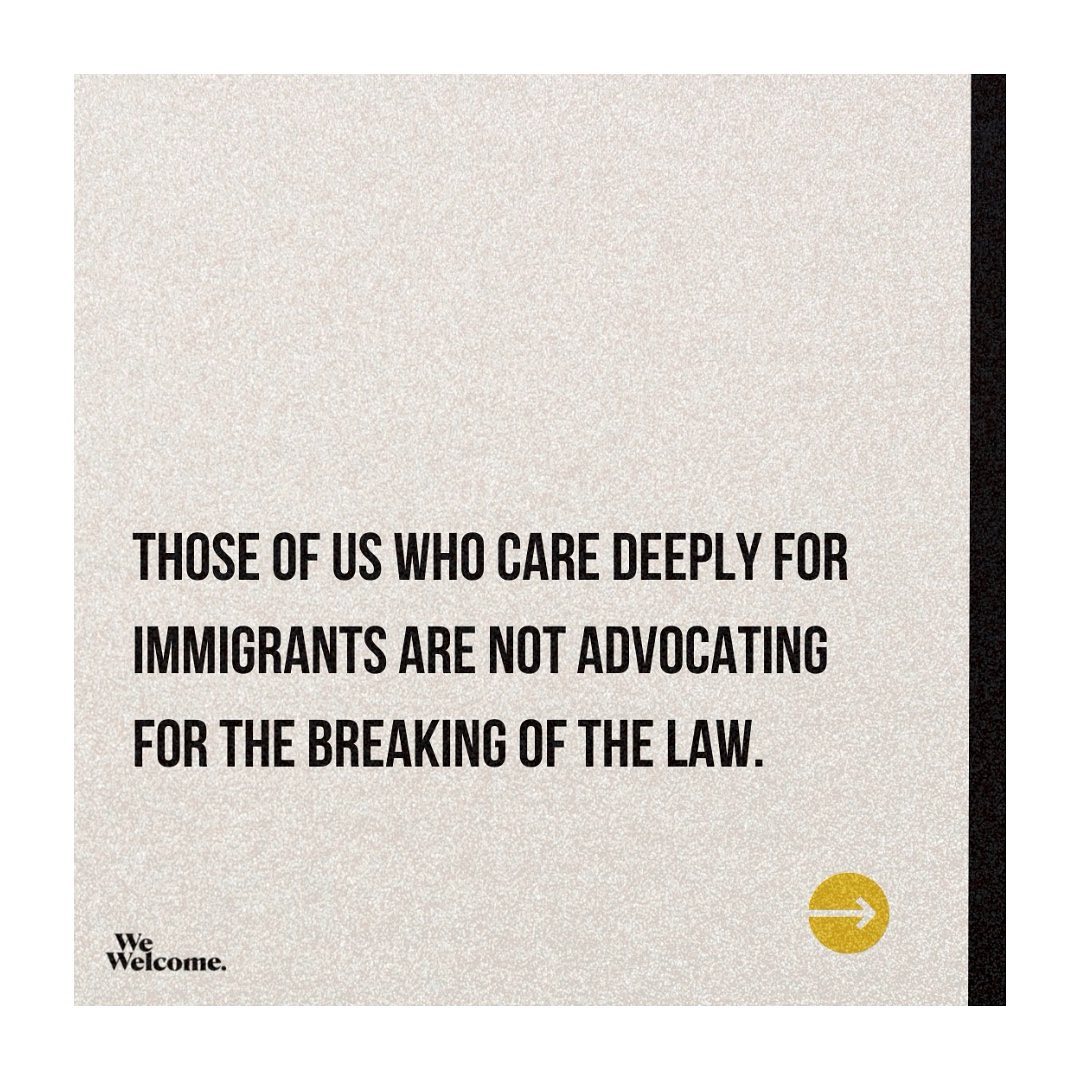 THOSE OF US WHO CARE DEEPLY FOR
IMMIGRANTS ARE NOT ADVOCATING
FOR THE BREAKING OF THE LAW.
We
Welcome.